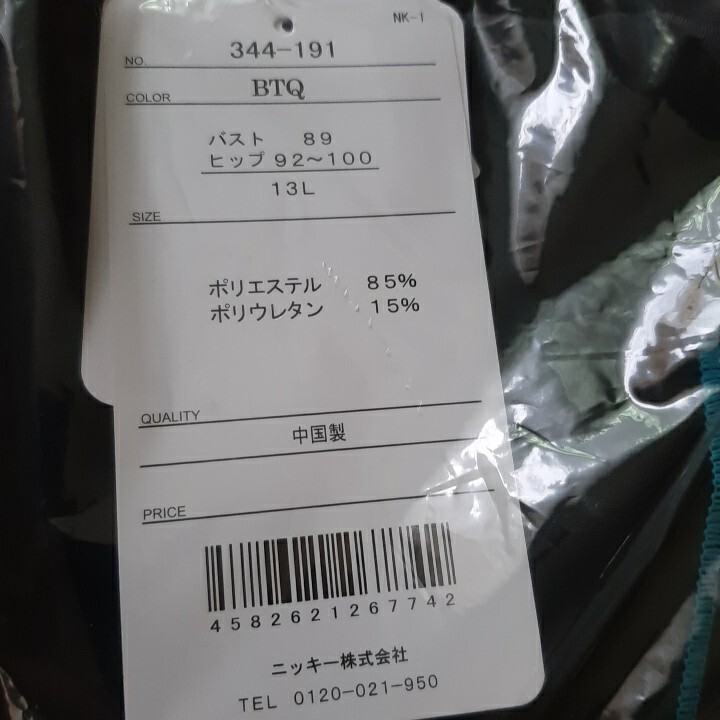 NK-1
NO. 344-191
COLOR BTQ
バスト 89
ヒップ 92～100
13L
SIZE
ポリエステル 85%
ポリウレタン 15%
QUALITY
中国製
PRICE
4582621267742
ニッキー株式会社
TEL 0120-021-950